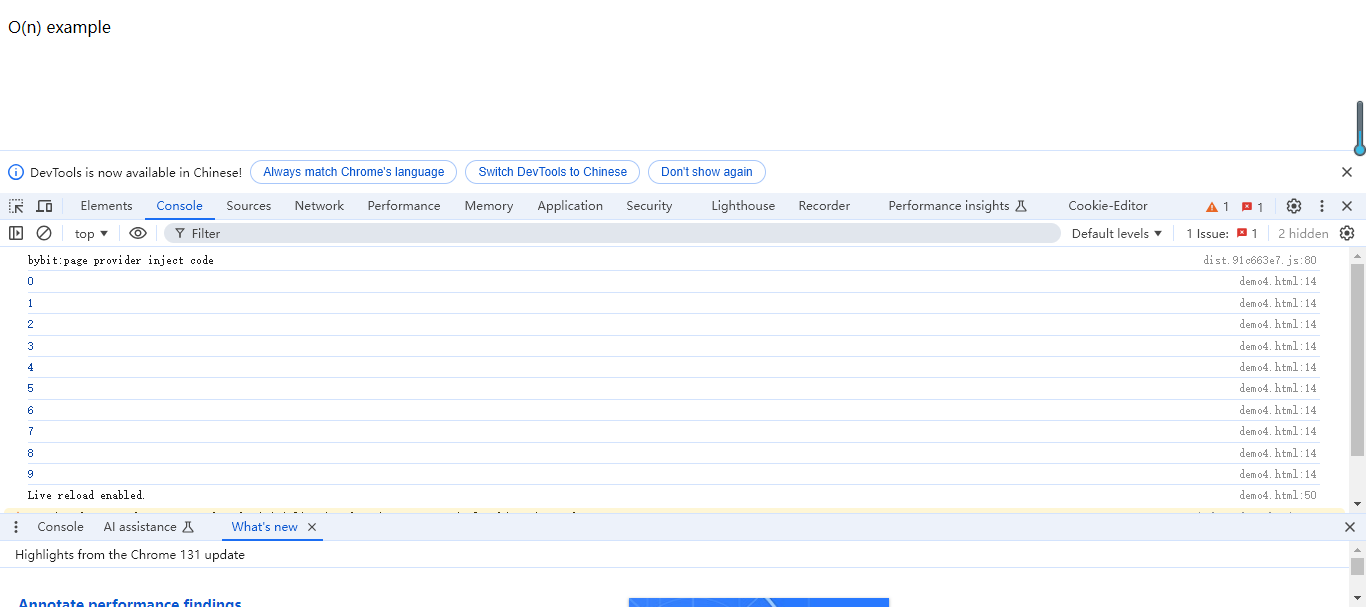 O(n) example
DevTools is now available in Chinese! Always match Chrome's language Switch DevTools to Chinese Don't show again
Elements Console Sources Network Performance Memory Application Security Lighthouse Performance insights Cookie-Editor 1 1
top Filter Default levels 1 Issue: 1 2 hidden
bybit:page provider inject code dist.91c663e7.js:80
0 demo4.html:14
1 demo4.html:14
2 demo4.html:14
3 demo4.html:14
4 demo4.html:14
5 demo4.html:14
6 demo4.html:14
7 demo4.html:14
8 demo4.html:14
9 demo4.html:14
Live reload enabled. demo4.html:50
Console AI assistance What's new
Highlights from the Chrome 131 update
Annotate performance findings